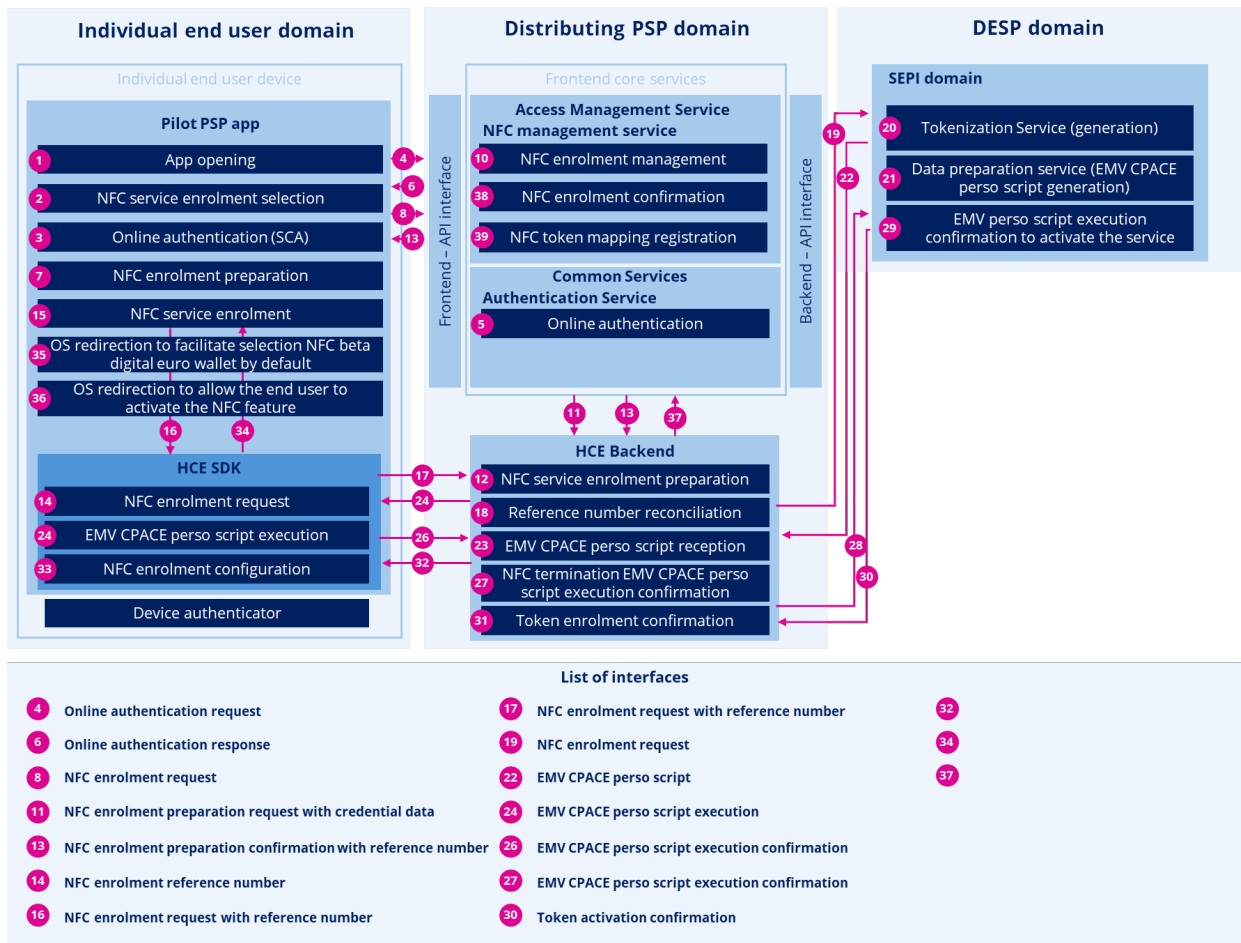 Individual end user domain
Individual end user device
Pilot PSP app
1 App opening
2 NFC service enrolment selection
3 Online authentication (SCA)
7 NFC enrolment preparation
15 NFC service enrolment
35 OS redirection to facilitate selection NFC beta
digital euro wallet by default
36 OS redirection to allow the end user to
activate the NFC feature
16
34
HCE SDK
14 NFC enrolment request
24 EMV CPACE perso script execution
33 NFC enrolment configuration
Device authenticator
4
6
8
13
17
24
26
32
Distributing PSP domain
Frontend core services
Frontend – API interface
Access Management Service
NFC management service
10 NFC enrolment management
38 NFC enrolment confirmation
39 NFC token mapping registration
Common Services
Authentication Service
5 Online authentication
Backend – API interface
11
13
37
HCE Backend
12 NFC service enrolment preparation
18 Reference number reconciliation
23 EMV CPACE perso script reception
27 NFC termination EMV CPACE perso
script execution confirmation
31 Token enrolment confirmation
19
22
28
30
DESP domain
SEPI domain
20 Tokenization Service (generation)
21 Data preparation service (EMV CPACE
perso script generation)
29 EMV perso script execution
confirmation to activate the service
List of interfaces
4 Online authentication request
6 Online authentication response
8 NFC enrolment request
11 NFC enrolment preparation request with credential data
13 NFC enrolment preparation confirmation with reference number
14 NFC enrolment reference number
16 NFC enrolment request with reference number
17 NFC enrolment request with reference number
19 NFC enrolment request
22 EMV CPACE perso script
24 EMV CPACE perso script execution
26 EMV CPACE perso script execution confirmation
27 EMV CPACE perso script execution confirmation
30 Token activation confirmation
32
34
37